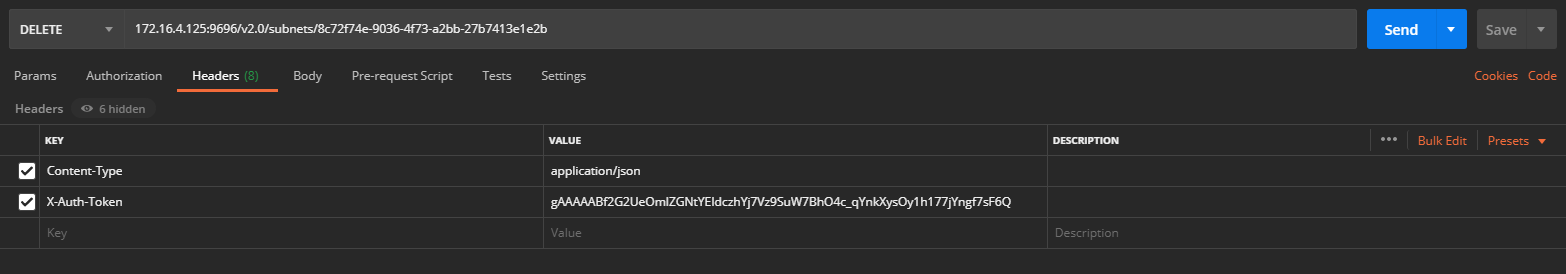 DELETE 172.16.4.125:9696/v2.0/subnets/8c72f74e-9036-4f73-a2bb-27b7413e1e2b Send Save
Params Authorization Headers (8) Body Pre-request Script Tests Settings Cookies Code
Headers 6 hidden
KEY VALUE DESCRIPTION ••• Bulk Edit Presets
Content-Type application/json
X-Auth-Token gAAAAABf2G2UeOmIZGNtYEIdczhYj7Vz9SuW7BhO4c_qYnkXysOy1h177jYngf7sF6Q
Key Value Description